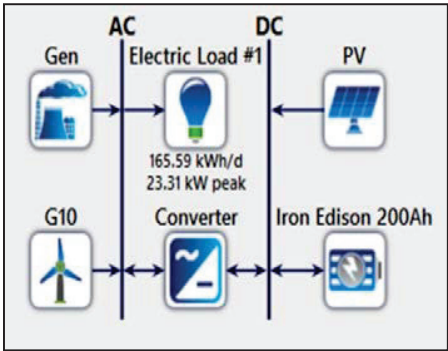 AC DC
Gen Electric Load #1 PV
165.59 kWh/d
23.31 kW peak
G10 Converter Iron Edison 200Ah